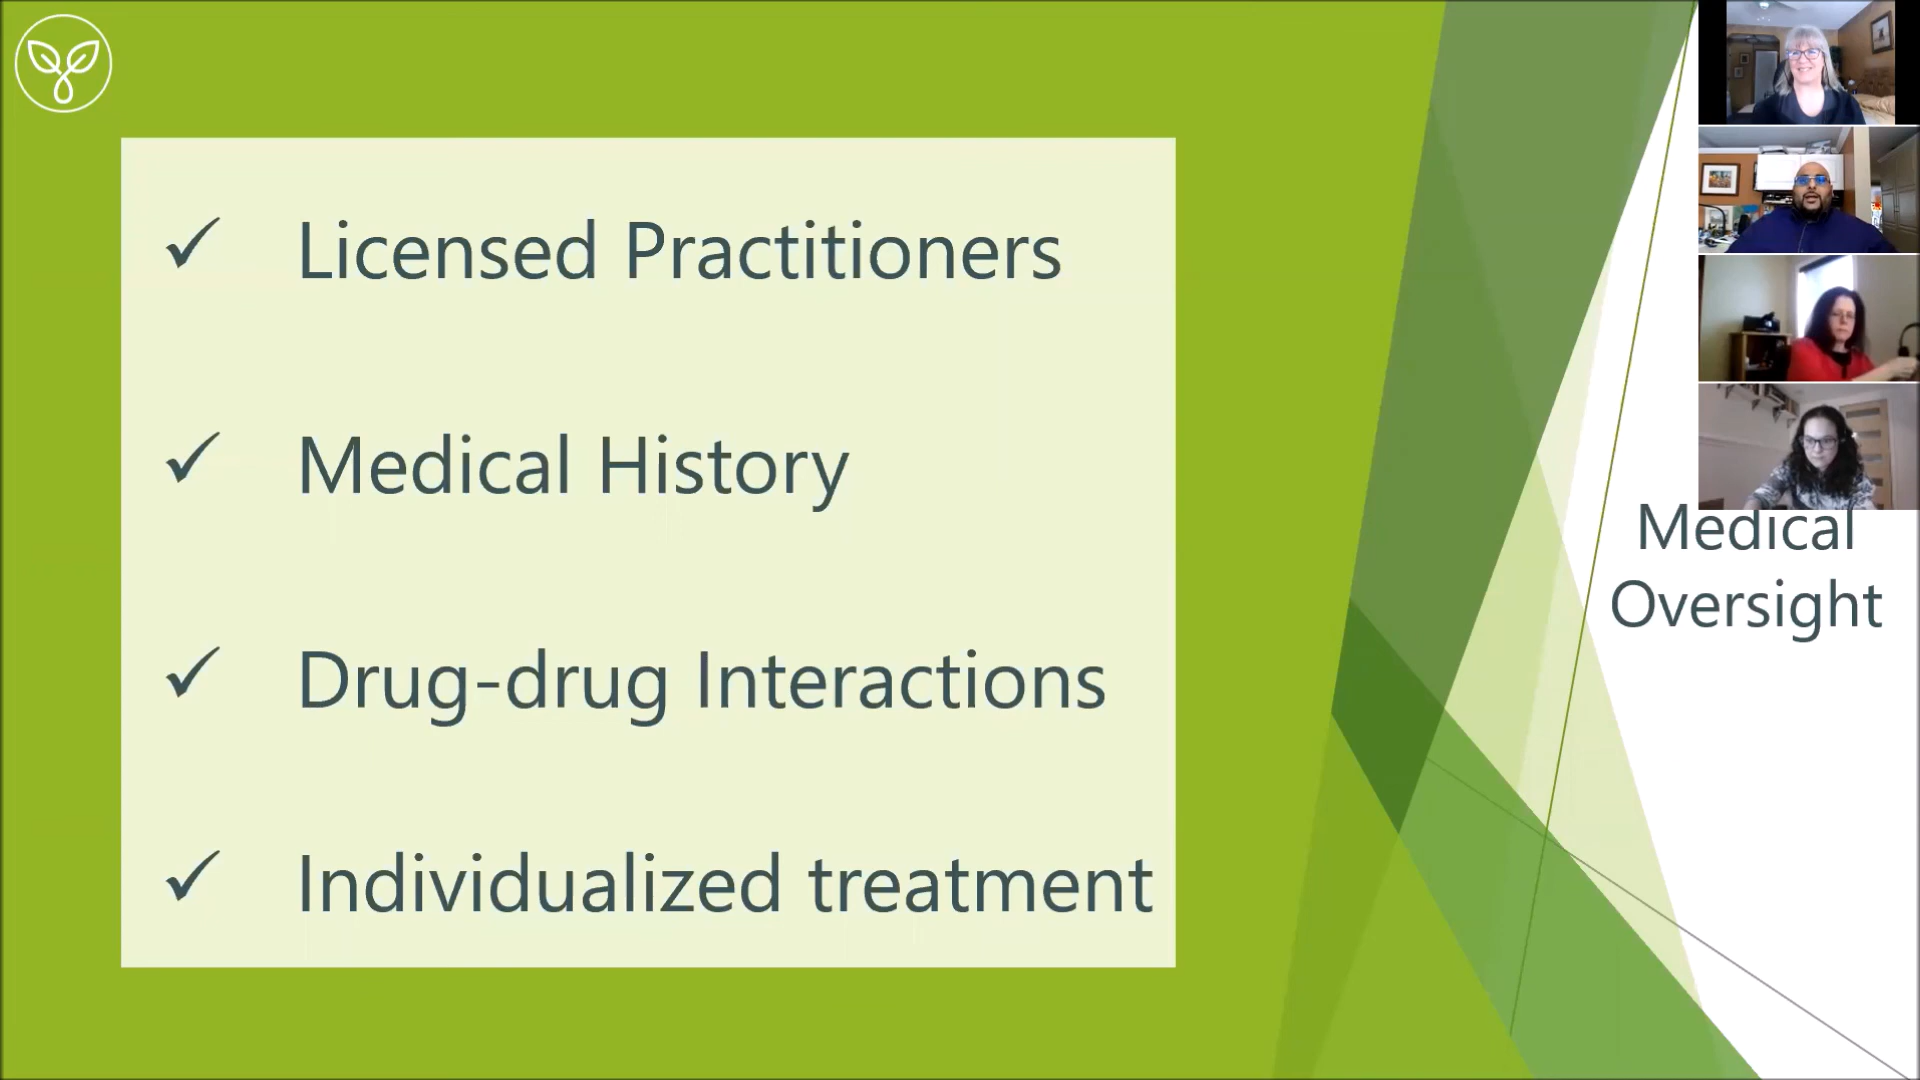 Licensed Practitioners
Medical History
Drug-drug Interactions
Individualized treatment
Medical
Oversight